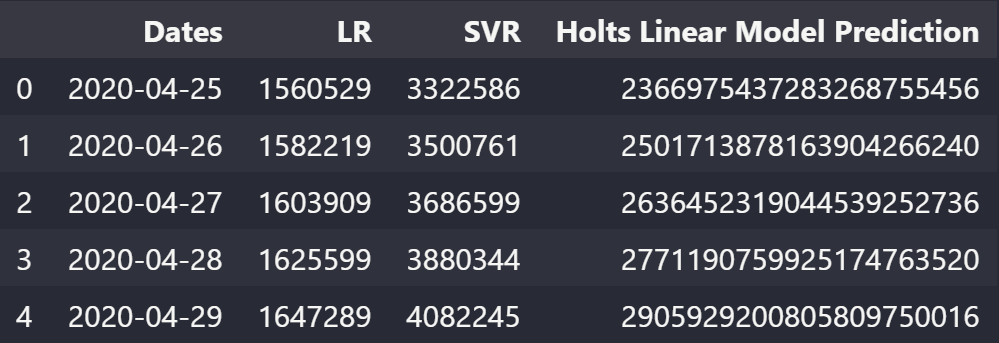 Dates LR SVR Holts Linear Model Prediction
0 2020-04-25 1560529 3322586 2366975437283268755456
1 2020-04-26 1582219 3500761 2501713878163904266240
2 2020-04-27 1603909 3686599 2636452319044539252736
3 2020-04-28 1625599 3880344 2771190759925174763520
4 2020-04-29 1647289 4082245 2905929200805809750016